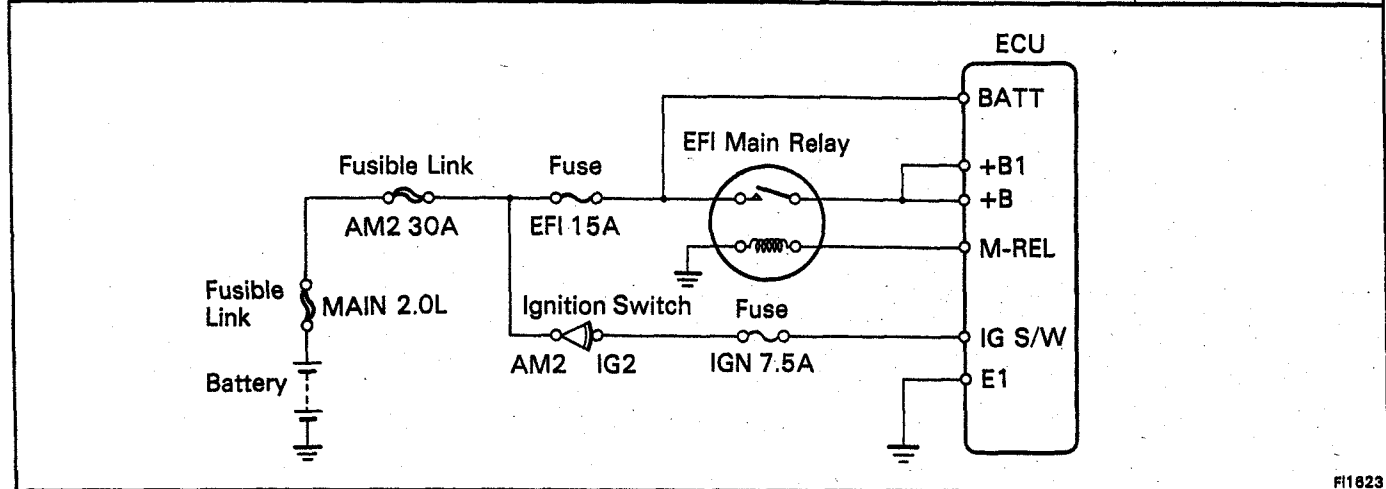 ECU
BATT
EFI Main Relay
+B1
Fusible Link
Fuse
+B
AM2 30A
EFI 15A
M-REL
Fusible
Link
MAIN 2.0L
Ignition Switch
Fuse
IG S/W
AM2
IG2
IGN 7.5A
Battery
E1
FI1623